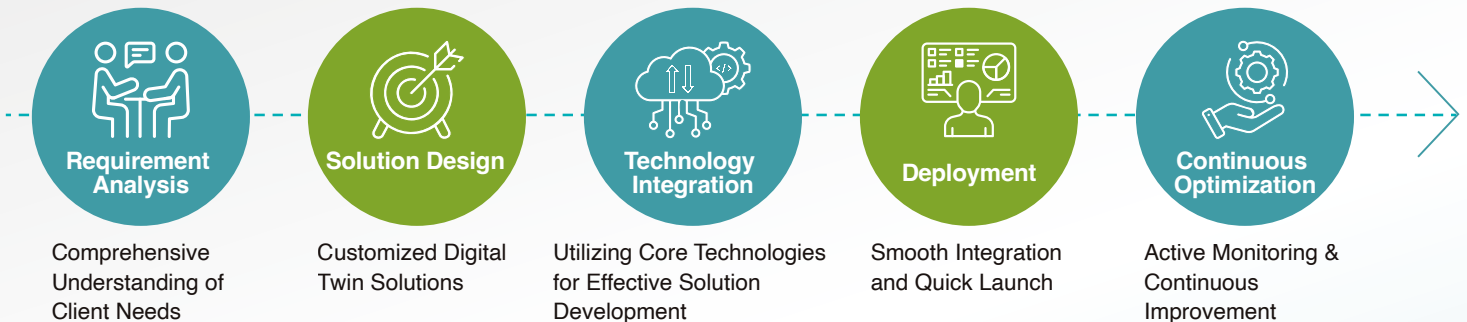 Requirement
Analysis
Comprehensive
Understanding of
Client Needs
Solution Design
Customized Digital
Twin Solutions
</>
Technology
Integration
Utilizing Core Technologies
for Effective Solution
Development
Deployment
Smooth Integration
and Quick Launch
Continuous
Optimization
Active Monitoring &
Continuous
Improvement